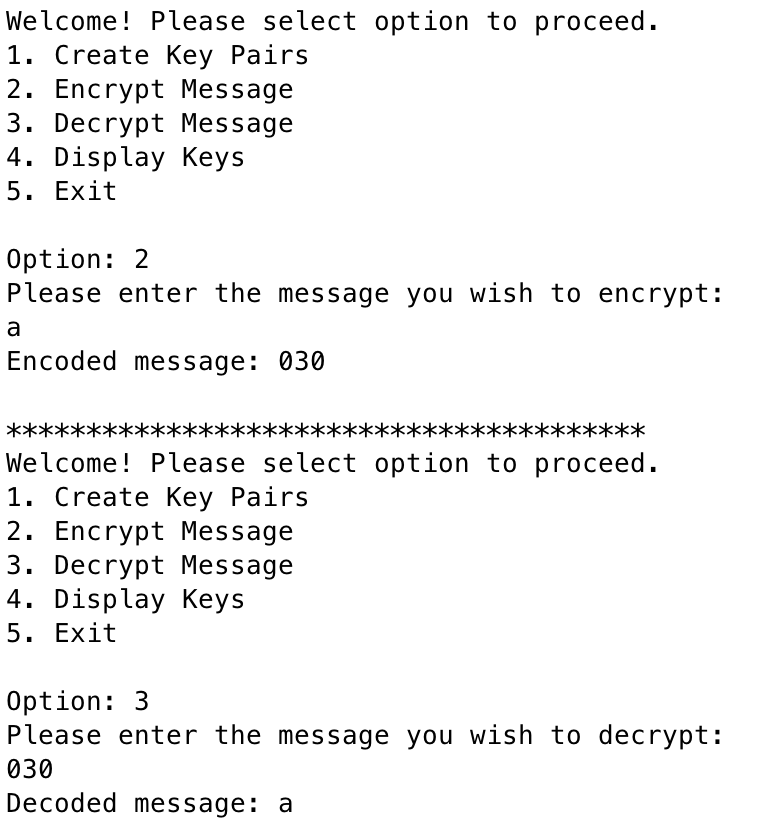 Welcome! Please select option to proceed.
1. Create Key Pairs
2. Encrypt Message
3. Decrypt Message
4. Display Keys
5. Exit
Option: 2
Please enter the message you wish to encrypt:
a
Encoded message: 030
****************************************
Welcome! Please select option to proceed.
1. Create Key Pairs
2. Encrypt Message
3. Decrypt Message
4. Display Keys
5. Exit
Option: 3
Please enter the message you wish to decrypt:
030
Decoded message: a